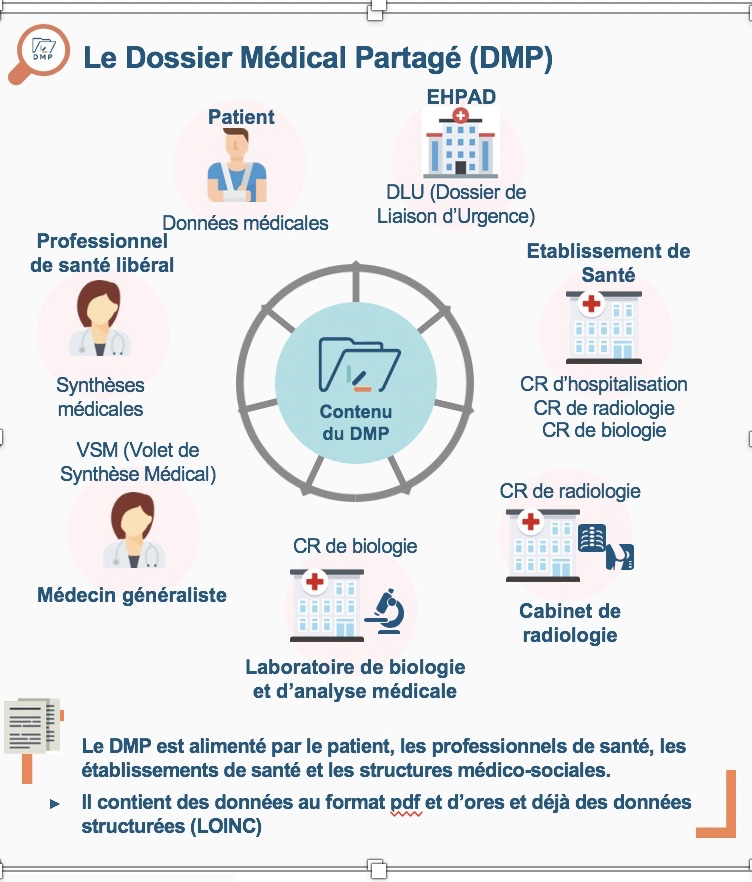 DMP
Le Dossier Médical Partagé (DMP)
Patient
Données médicales
EHPAD
DLU (Dossier de
Liaison d'Urgence)
Professionnel
de santé libéral
Synthèses
médicales
Etablissement de
Santé
CR d'hospitalisation
CR de radiologie
CR de biologie
Contenu
du DMP
VSM (Volet de
Synthèse Médical)
Médecin généraliste
CR de radiologie
Cabinet de
radiologie
CR de biologie
Laboratoire de biologie
et d'analyse médicale
Le DMP est alimenté par le patient, les professionnels de santé, les
établissements de santé et les structures médico-sociales.
► Il contient des données au format pdf et d'ores et déjà des données
structurées (LOINC)